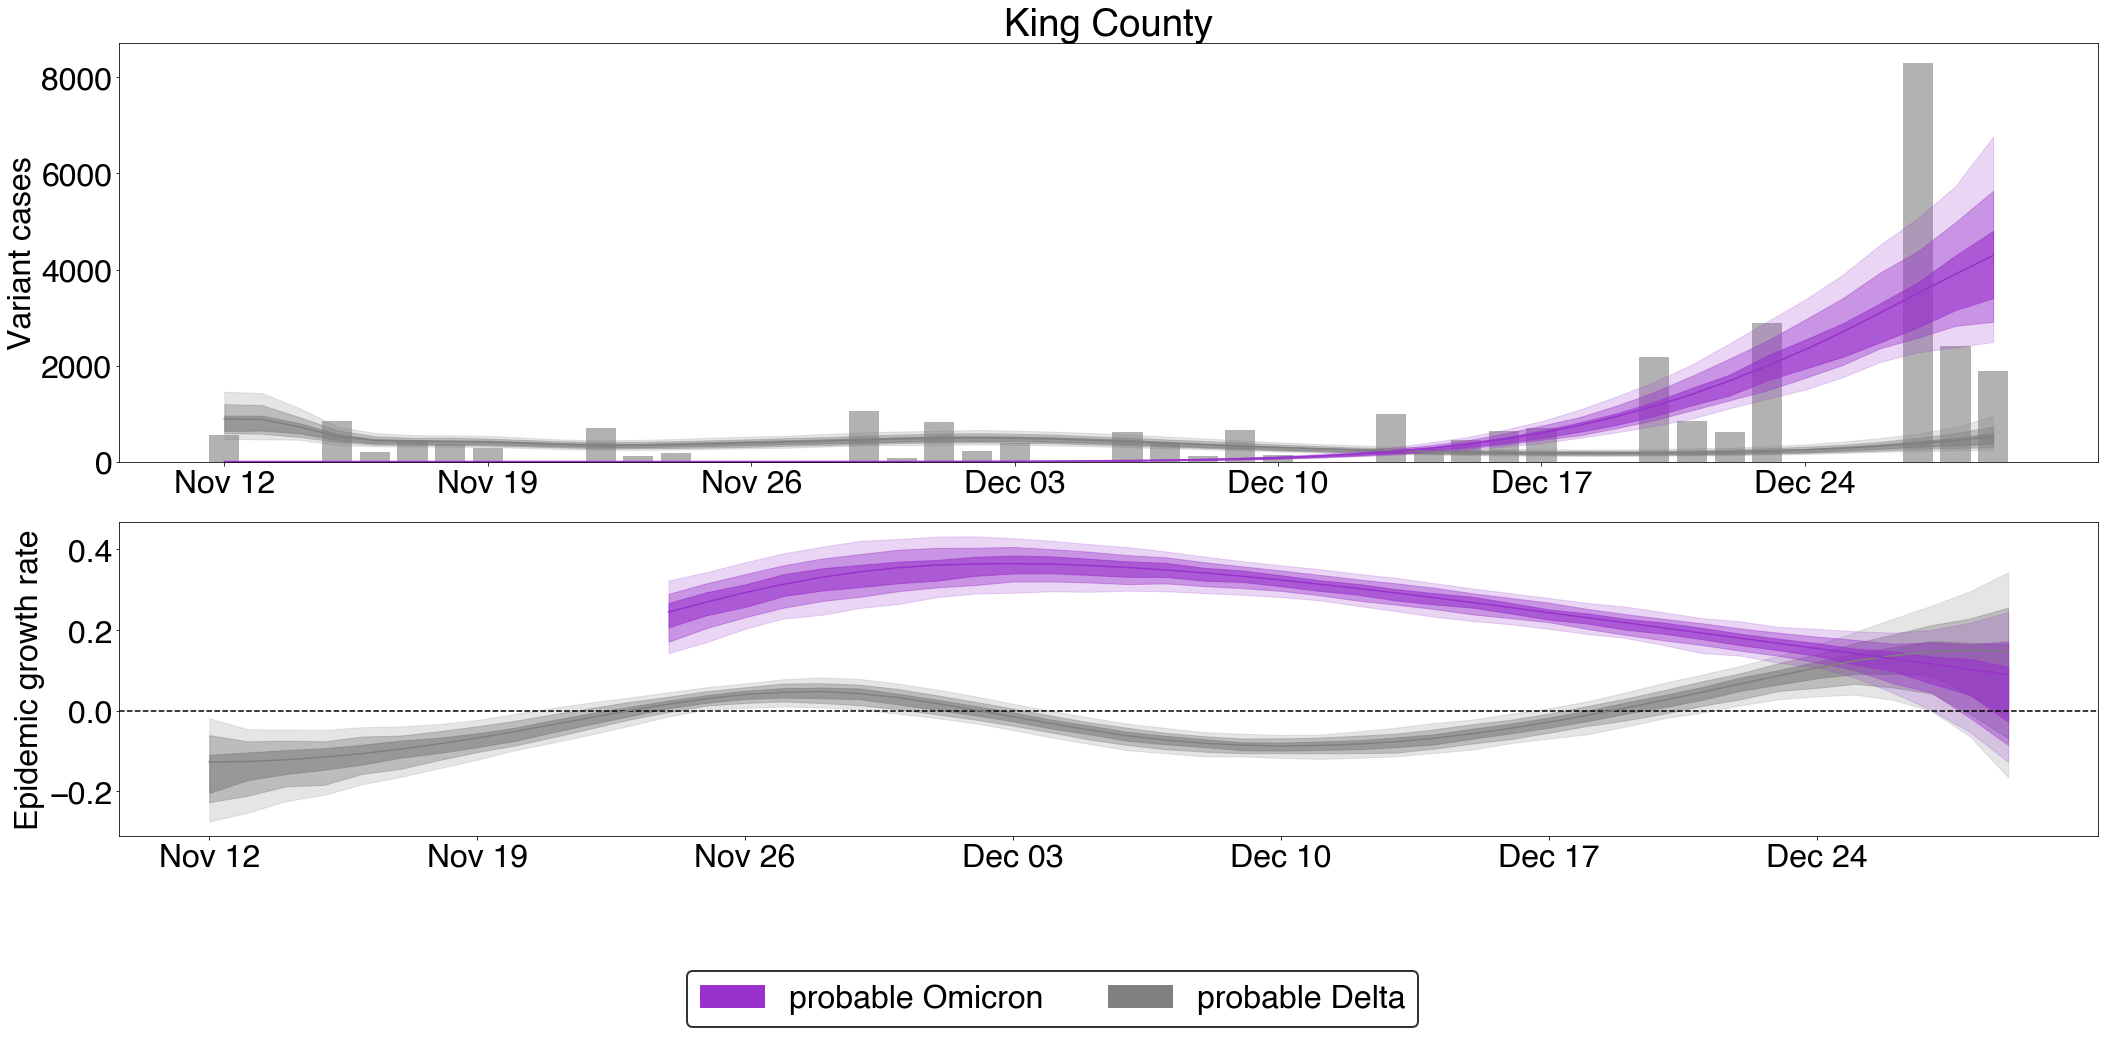 King County
Variant cases
8000
6000
4000
2000
0
Nov 12 Nov 19 Nov 26 Dec 03 Dec 10 Dec 17 Dec 24
Epidemic growth rate
0.4
0.2
0.0
−0.2
Nov 12 Nov 19 Nov 26 Dec 03 Dec 10 Dec 17 Dec 24
probable Omicron probable Delta